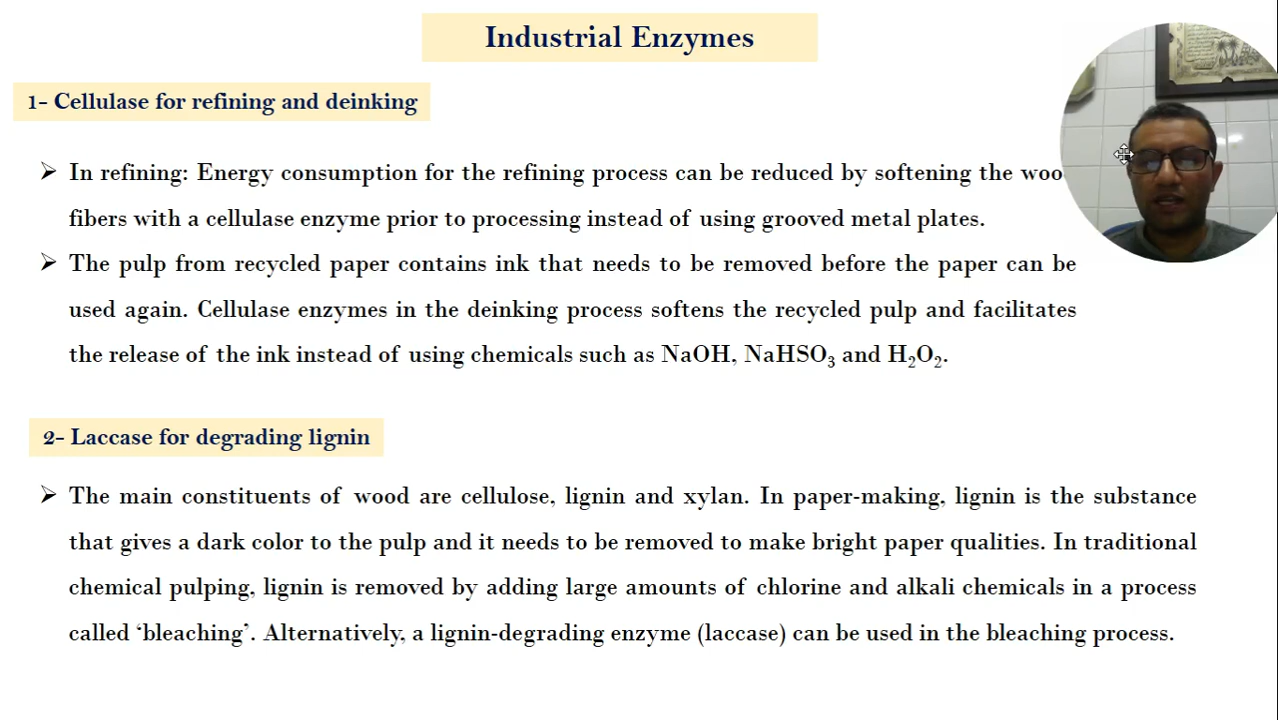 Industrial Enzymes
1- Cellulase for refining and deinking
➢ In refining: Energy consumption for the refining process can be reduced by softening the
fibers with a cellulase enzyme prior to processing instead of using grooved metal plates.
➢ The pulp from recycled paper contains ink that needs to be removed before the paper can be
used again. Cellulase enzymes in the deinking process softens the recycled pulp and facilitates
the release of the ink instead of using chemicals such as NaOH, NaHSO₃ and H₂O₂.
2- Laccase for degrading lignin
➢ The main constituents of wood are cellulose, lignin and xylan. In paper-making, lignin is the substance
that gives a dark color to the pulp and it needs to be removed to make bright paper qualities. In traditional
chemical pulping, lignin is removed by adding large amounts of chlorine and alkali chemicals in a process
called ‘bleaching’. Alternatively, a lignin-degrading enzyme (laccase) can be used in the bleaching process.